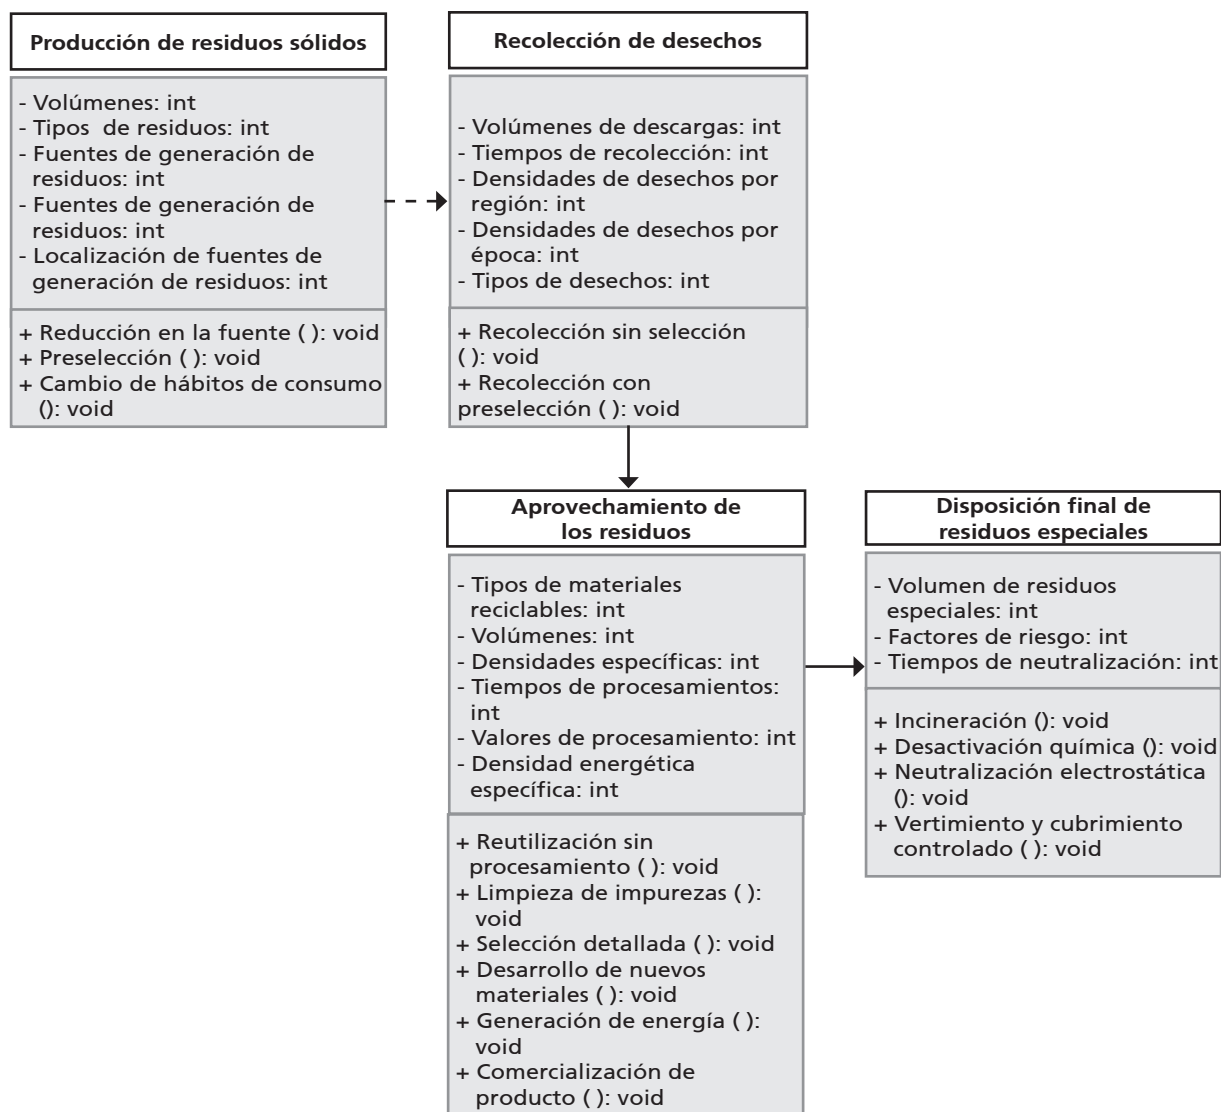 Producción de residuos sólidos
- Volúmenes: int
- Tipos de residuos: int
- Fuentes de generación de
residuos: int
- Fuentes de generación de
residuos: int
- Localización de fuentes de
generación de residuos: int
+ Reducción en la fuente ( ): void
+ Preselección ( ): void
+ Cambio de hábitos de consumo
(): void
Recolección de desechos
- Volúmenes de descargas: int
- Tiempos de recolección: int
- Densidades de desechos por
región: int
- Densidades de desechos por
época: int
- Tipos de desechos: int
+ Recolección sin selección
( ): void
+ Recolección con
preselección ( ): void
Aprovechamiento de
los residuos
- Tipos de materiales
reciclables: int
- Volúmenes: int
- Densidades específicas: int
- Tiempos de procesamientos:
int
- Valores de procesamiento: int
- Densidad energética
específica: int
+ Reutilización sin
procesamiento ( ): void
+ Limpieza de impurezas ( ):
void
+ Selección detallada ( ): void
+ Desarrollo de nuevos
materiales ( ): void
+ Generación de energía ( ):
void
+ Comercialización de
producto ( ): void
Disposición final de
residuos especiales
- Volumen de residuos
especiales: int
- Factores de riesgo: int
- Tiempos de neutralización: int
+ Incineración (): void
+ Desactivación química (): void
+ Neutralización electrostática
(): void
+ Vertimiento y cubrimiento
controlado ( ): void